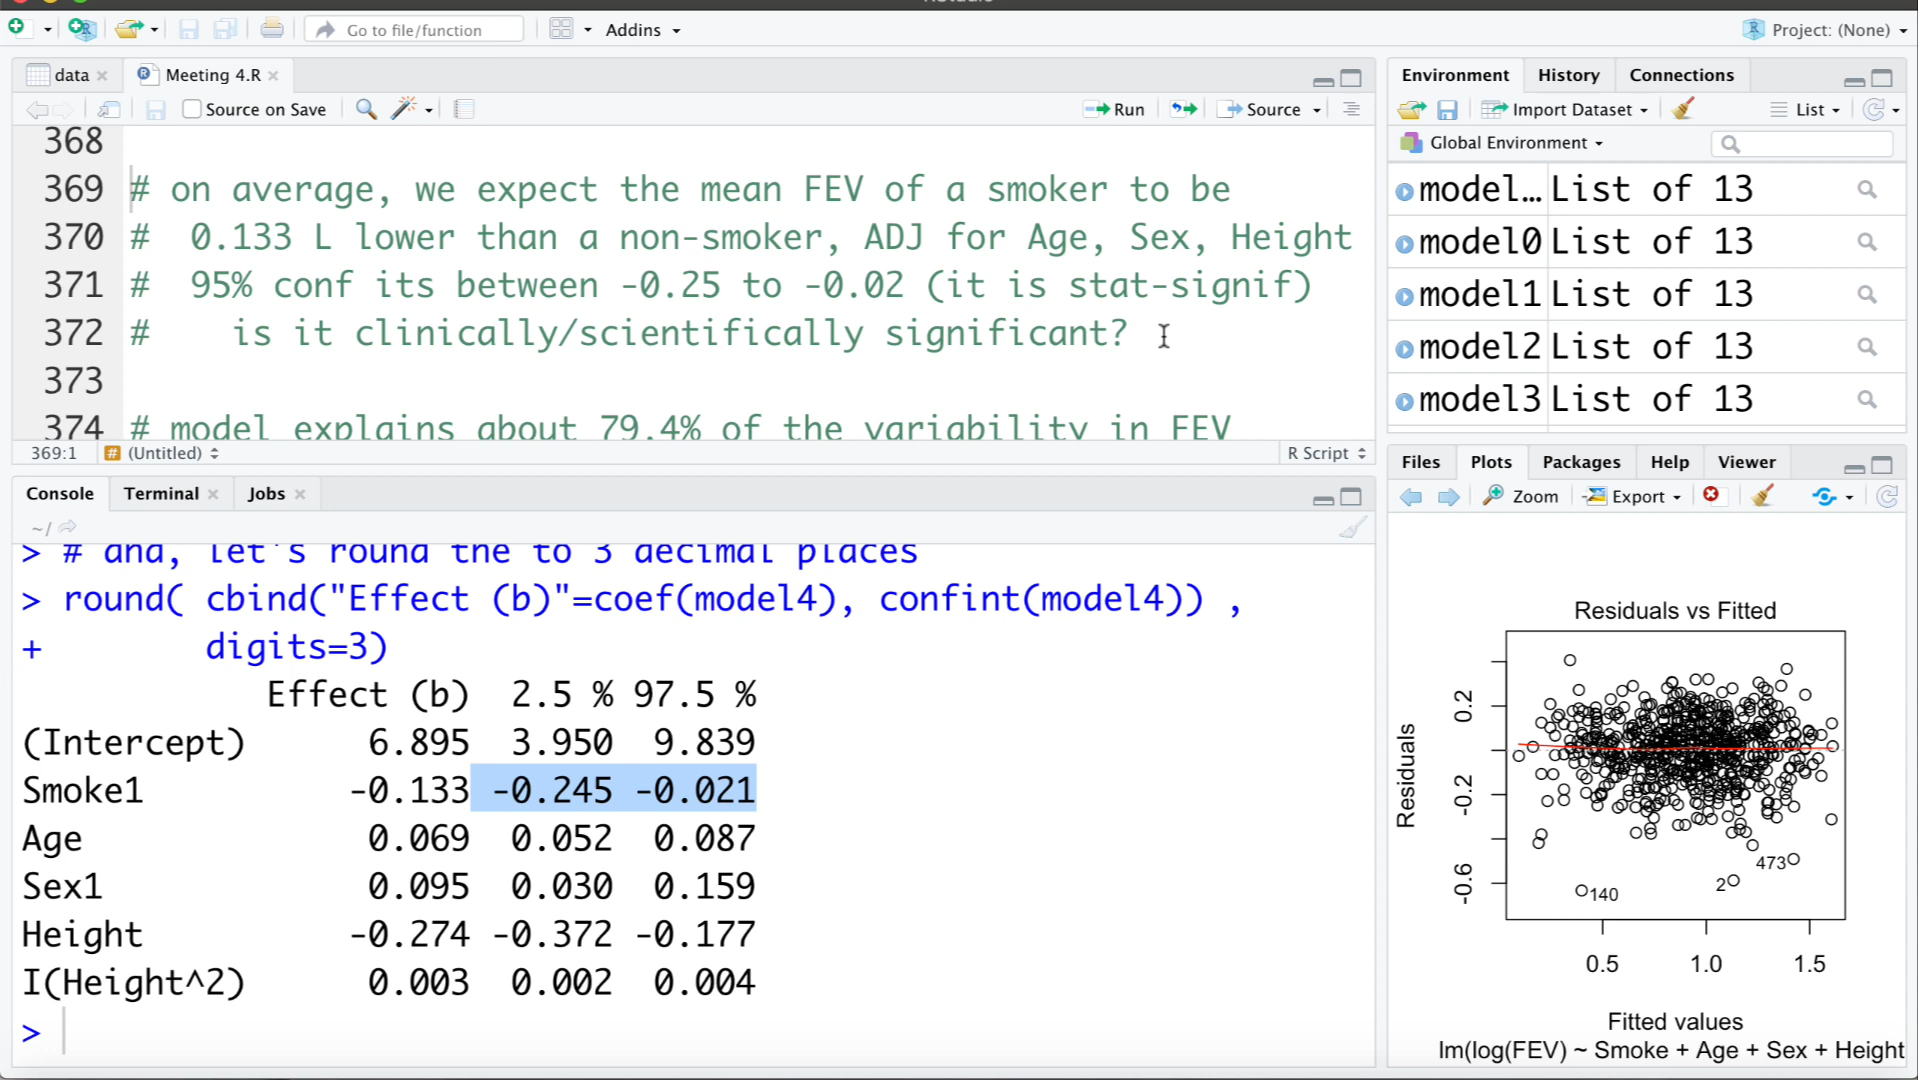 RStudio
Go to file/function
Addins
Project: (None)
data
Meeting 4.R
Source on Save
Run
Source
368
369 # on average, we expect the mean FEV of a smoker to be
370 #  0.133 L lower than a non-smoker, ADJ for Age, Sex, Height
371 #  95% conf its between -0.25 to -0.02 (it is stat-signif)
372 #    is it clinically/scientifically significant?
373
374 # model explains about 79.4% of the variability in FEV
369:1
(Untitled)
R Script
Console
Terminal
Jobs
~/
> # and, let's round the to 3 decimal places
> round( cbind("Effect (b)"=coef(model4), confint(model4)) ,
+        digits=3)
Effect (b) 2.5 % 97.5 %
(Intercept) 6.895 3.950 9.839
Smoke1 -0.133 -0.245 -0.021
Age 0.069 0.052 0.087
Sex1 0.095 0.030 0.159
Height -0.274 -0.372 -0.177
I(Height^2) 0.003 0.002 0.004
>
Environment
History
Connections
Import Dataset
List
Global Environment
model... List of 13
model0 List of 13
model1 List of 13
model2 List of 13
model3 List of 13
Files
Plots
Packages
Help
Viewer
Zoom
Export
Residuals vs Fitted
Residuals
0.2
-0.2
-0.6
473
2
140
0.5 1.0 1.5
Fitted values
lm(log(FEV) ~ Smoke + Age + Sex + Height